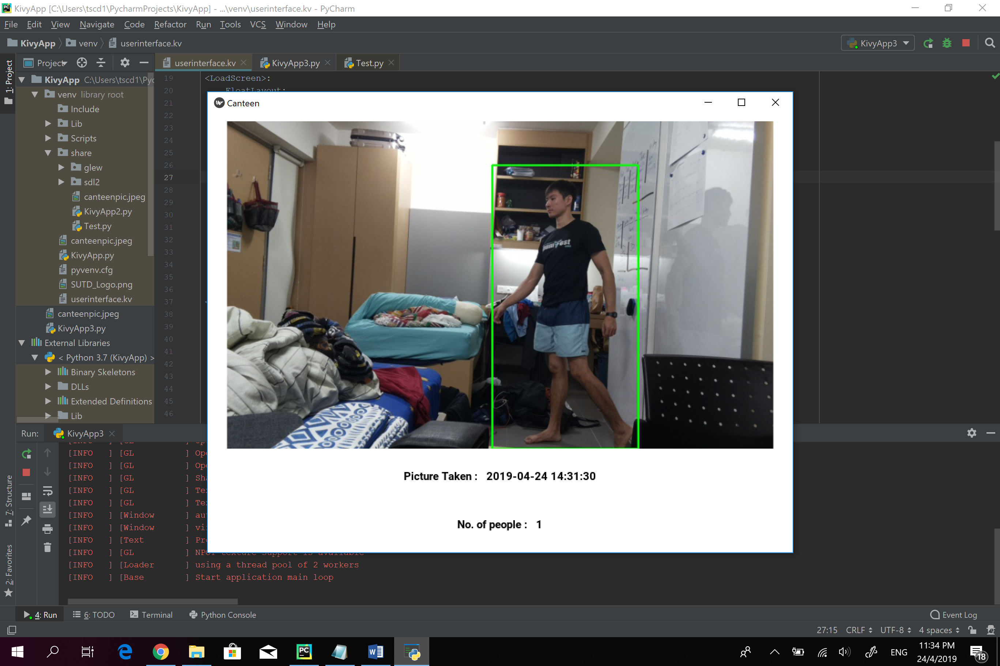 KivyApp [C:\Users\tscd1\PycharmProjects\KivyApp] - ...\venv\userinterface.kv - PyCharm
File Edit View Navigate Code Refactor Run Tools VCS Window Help
KivyApp venv userinterface.kv KivyApp3
1: Project
Project
userinterface.kv KivyApp3.py Test.py
KivyApp C:\Users\tscd1\Pyc
venv library root
Include
Lib
Scripts
share
glew
sdl2
canteenpic.jpeg
KivyApp2.py
Test.py
canteenpic.jpeg
KivyApp.py
pyvenv.cfg
SUTD_Logo.png
userinterface.kv
canteenpic.jpeg
KivyApp3.py
External Libraries
< Python 3.7 (KivyApp) >
Binary Skeletons
DLLs
Extended Definitions
Lib
19 <LoadScreen>:
20 FloatLayout:
21
22
23
24
25
26
27
28
29
30
31
32
33
34
35
36
37 <
38
39
40
41
42
43
44
45
46
Canteen
Picture Taken : 2019-04-24 14:31:30
No. of people : 1
7: Structure
2: Favorites
Run: KivyApp3
[INFO ] [GL ] Ope
[INFO ] [GL ] Ope
[INFO ] [GL ] Sha
[INFO ] [GL ] Tex
[INFO ] [GL ] Tex
[INFO ] [Window ] au
[INFO ] [Window ] vi
[INFO ] [Text ] Pr
[INFO ] [GL ] NPOT texture support is available
[INFO ] [Loader ] using a thread pool of 2 workers
[INFO ] [Base ] Start application main loop
4: Run 6: TODO Terminal Python Console Event Log
27:15 CRLF UTF-8 4 spaces
ENG
11:34 PM
24/4/2019
18